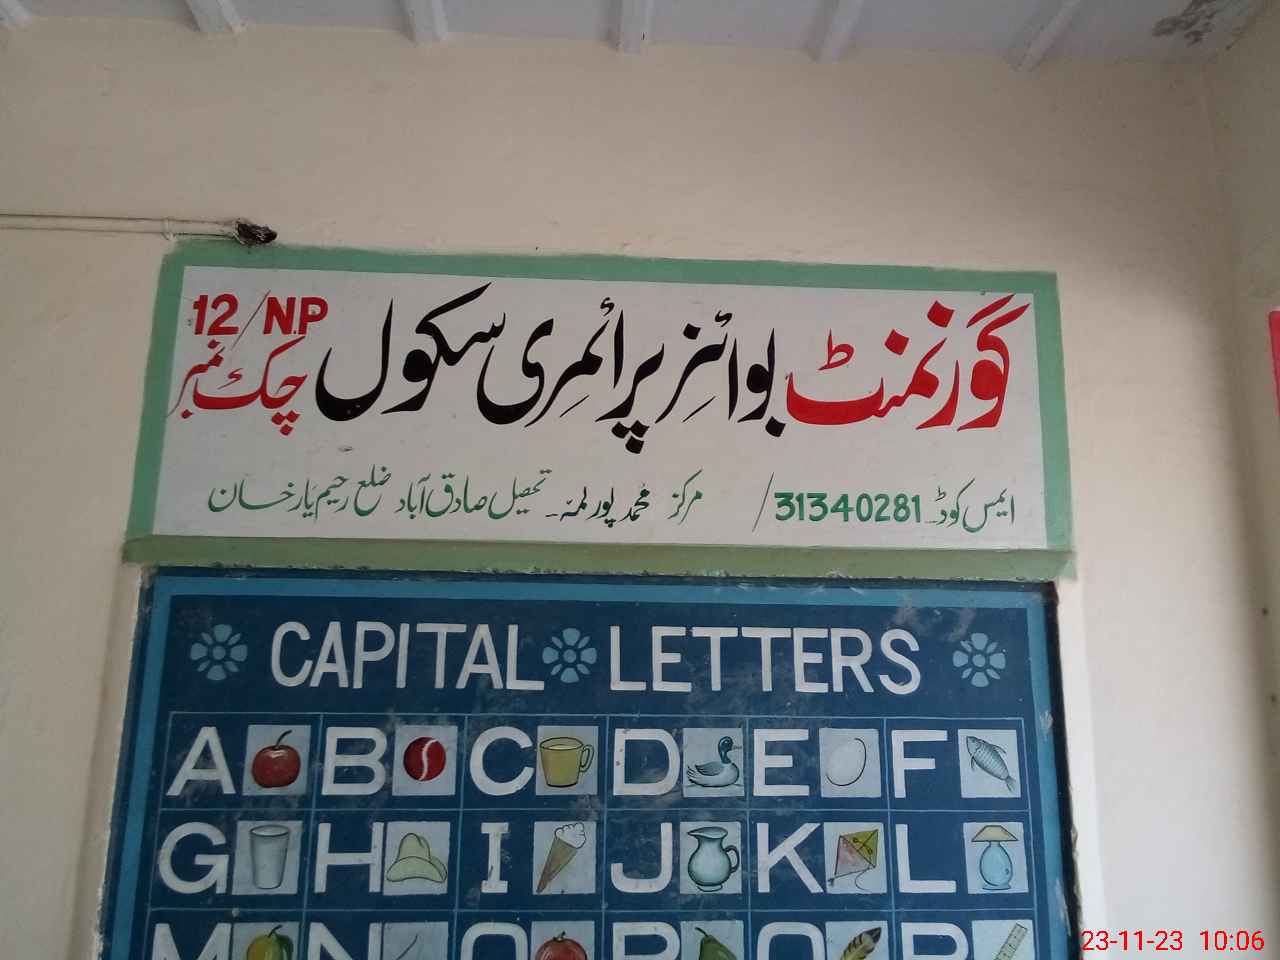 گورنمنٹ بوائز پرائمری سکول چک نمبر 12/N.P
ایمس کوڈ۔ 31340281/ مرکز محمد پور لمہ۔ تحصیل صادق آباد ضلع رحیم یار خان
CAPITAL LETTERS
A B C D E F
G H I J K L
M N O P Q R
23-11-23 10:06